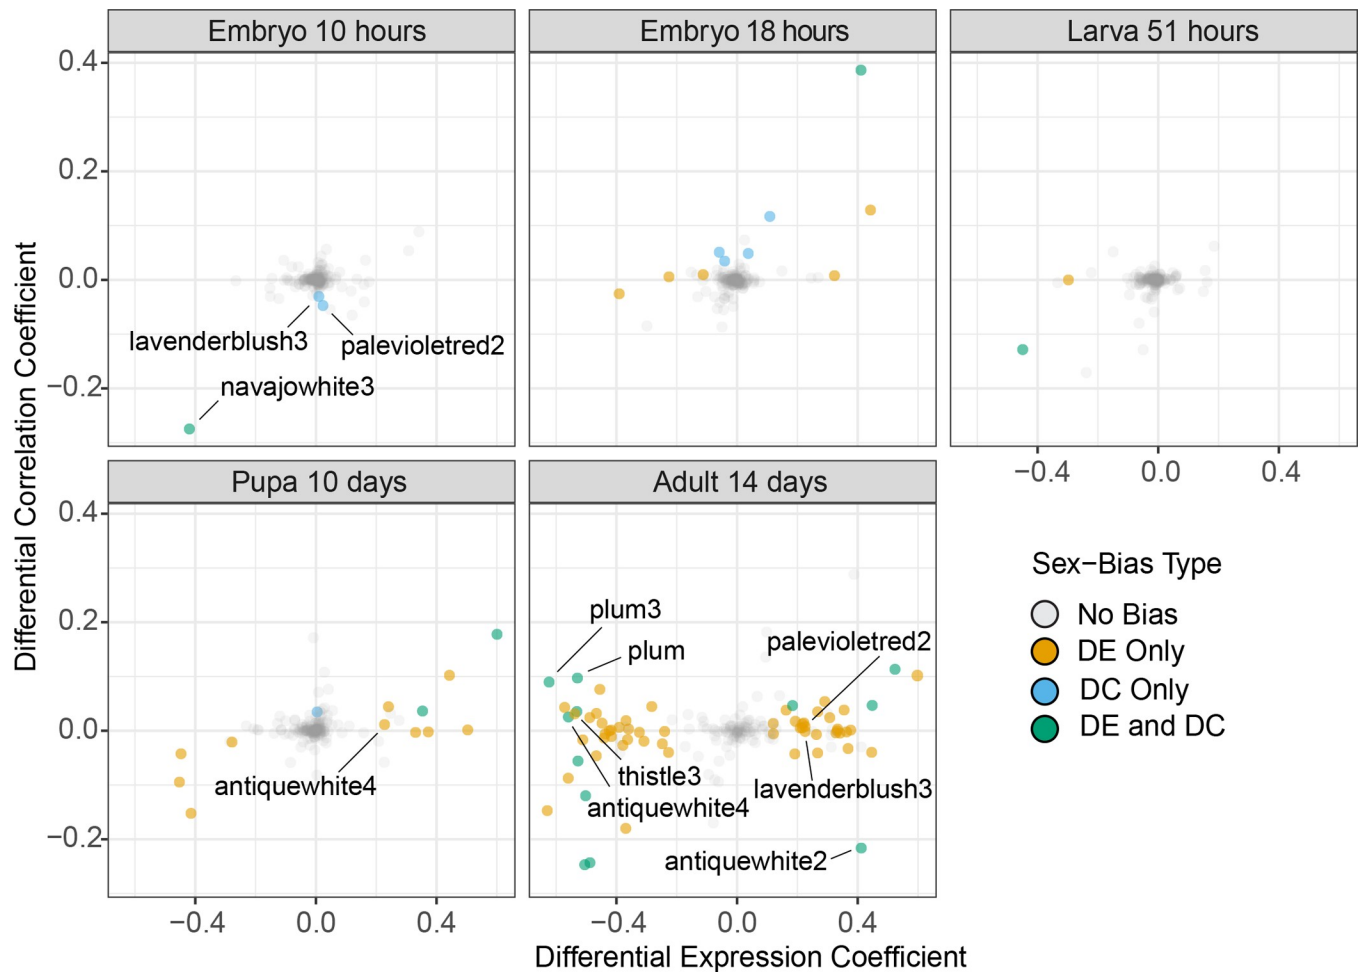 Embryo 10 hours
Embryo 18 hours
Larva 51 hours
0.4
0.2
0.0
−0.2
lavenderblush3
palevioletred2
navajowhite3
−0.4 0.0 0.4
Pupa 10 days
Adult 14 days
0.4
0.2
0.0
−0.2
antiquewhite4
plum3
plum
palevioletred2
thistle3
antiquewhite4
lavenderblush3
antiquewhite2
−0.4 0.0 0.4
−0.4 0.0 0.4
Differential Correlation Coefficient
Differential Expression Coefficient
Sex−Bias Type
No Bias
DE Only
DC Only
DE and DC